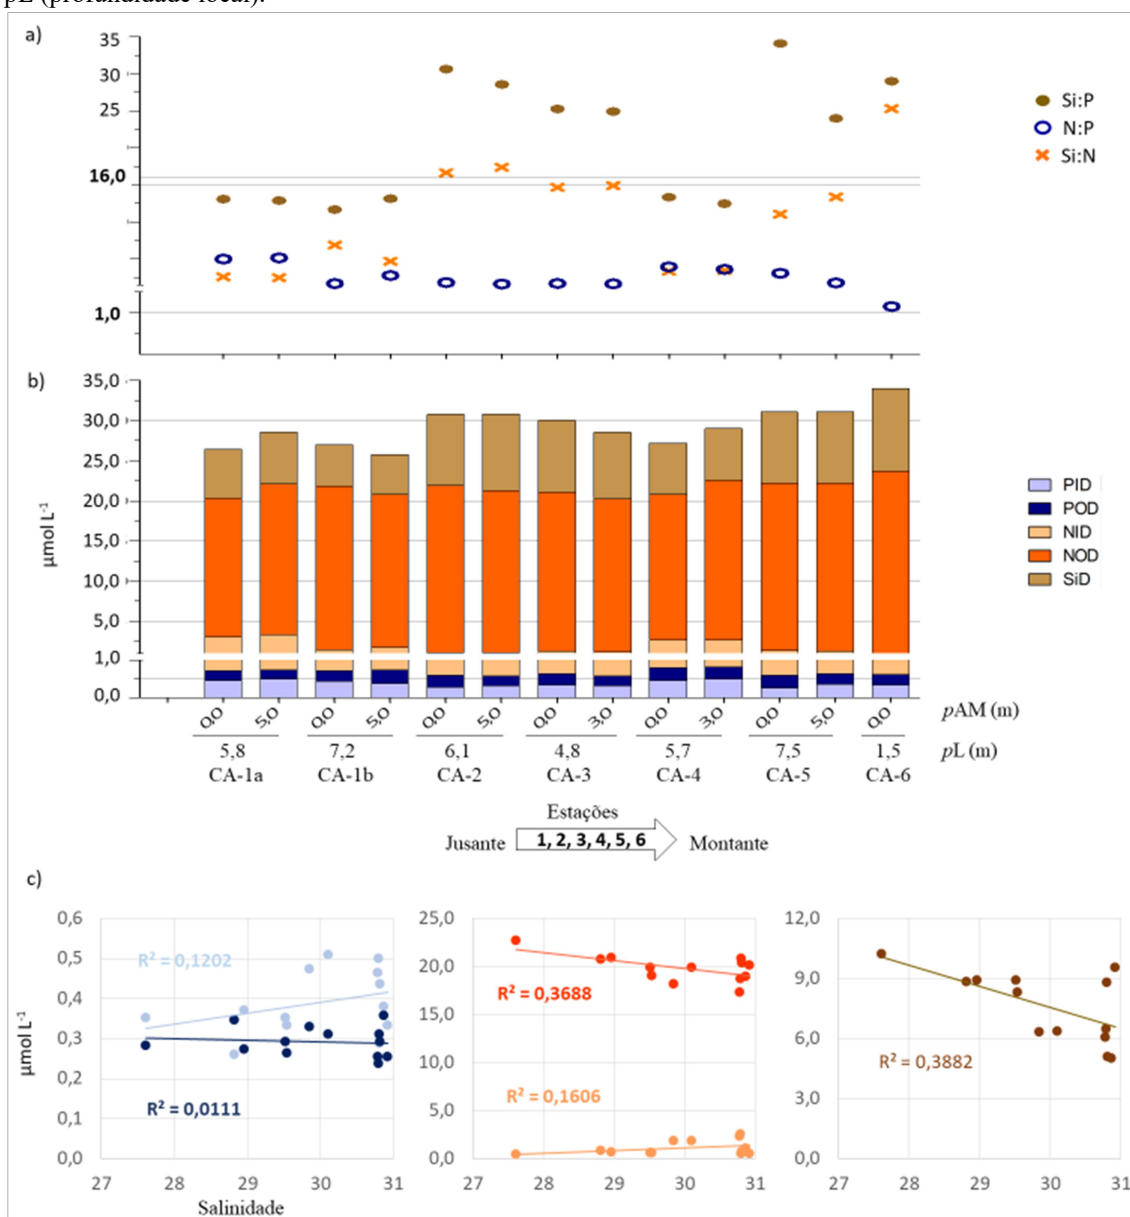 pL (profundidade local).
a)
35
30
25
16,0
1,0
Si:P
N:P
Si:N
b)
35,0
30,0
25,0
20,0
15,0
10,0
5,0
1,0
0,0
µmol L-1
PID
POD
NID
NOD
SiD
0,0 5,0 0,0 5,0 0,0 5,0 0,0 3,0 0,0 3,0 0,0 5,0 0,0 pAM (m)
5,8 7,2 6,1 4,8 5,7 7,5 1,5 pL (m)
CA-1a CA-1b CA-2 CA-3 CA-4 CA-5 CA-6
Estações
Jusante 1, 2, 3, 4, 5, 6 Montante
c)
0,6
0,5
0,4
0,3
0,2
0,1
0,0
µmol L-1
R² = 0,1202
R² = 0,0111
27 28 29 30 31
Salinidade
25,0
20,0
15,0
10,0
5,0
0,0
R² = 0,3688
R² = 0,1606
27 28 29 30 31
12,0
9,0
6,0
3,0
0,0
R² = 0,3882
27 28 29 30 31